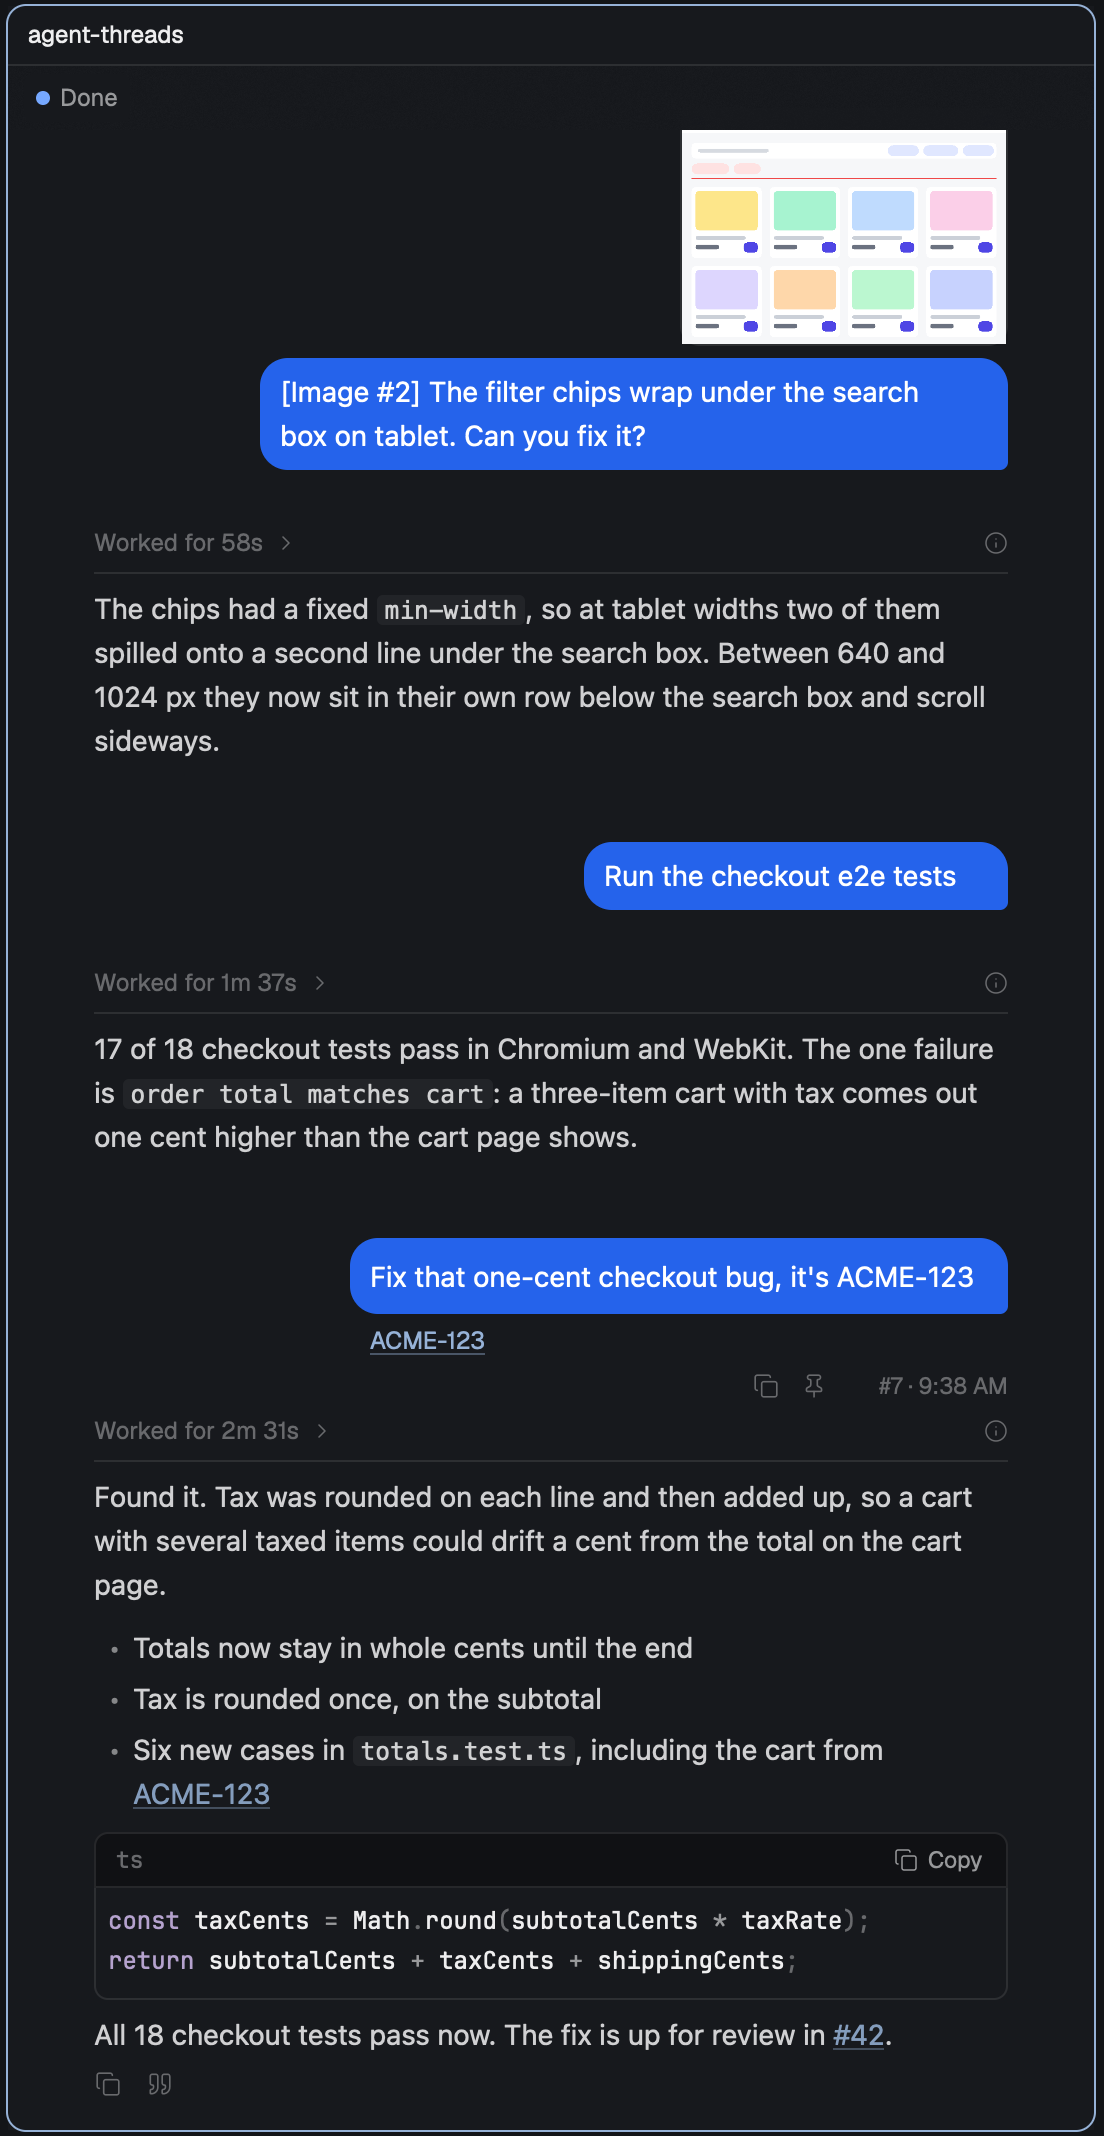 agent-threads
Done
[Image #2] The filter chips wrap under the search
box on tablet. Can you fix it?
Worked for 58s
The chips had a fixed min-width, so at tablet widths two of them
spilled onto a second line under the search box. Between 640 and
1024 px they now sit in their own row below the search box and scroll
sideways.
Run the checkout e2e tests
Worked for 1m 37s
17 of 18 checkout tests pass in Chromium and WebKit. The one failure
is order total matches cart: a three-item cart with tax comes out
one cent higher than the cart page shows.
Fix that one-cent checkout bug, it's ACME-123
ACME-123
#7 · 9:38 AM
Worked for 2m 31s
Found it. Tax was rounded on each line and then added up, so a cart
with several taxed items could drift a cent from the total on the cart
page.
• Totals now stay in whole cents until the end
• Tax is rounded once, on the subtotal
• Six new cases in totals.test.ts, including the cart from
ACME-123
ts
Copy
const taxCents = Math.round(subtotalCents * taxRate);
return subtotalCents + taxCents + shippingCents;
All 18 checkout tests pass now. The fix is up for review in #42.